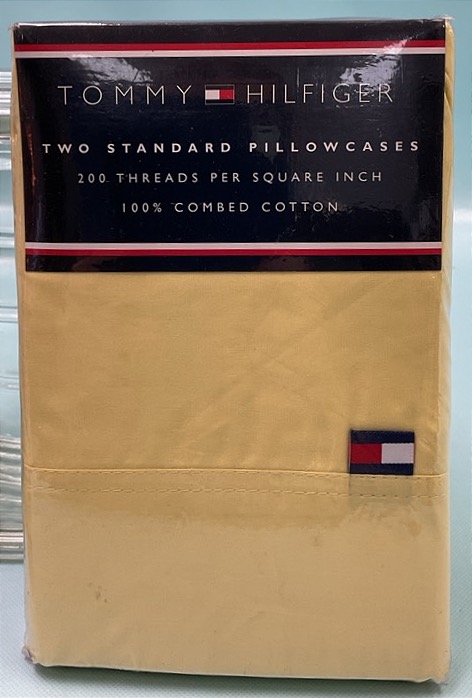 TOMMY HILFIGER
TWO STANDARD PILLOWCASES
200 THREADS PER SQUARE INCH
100% COMBED COTTON